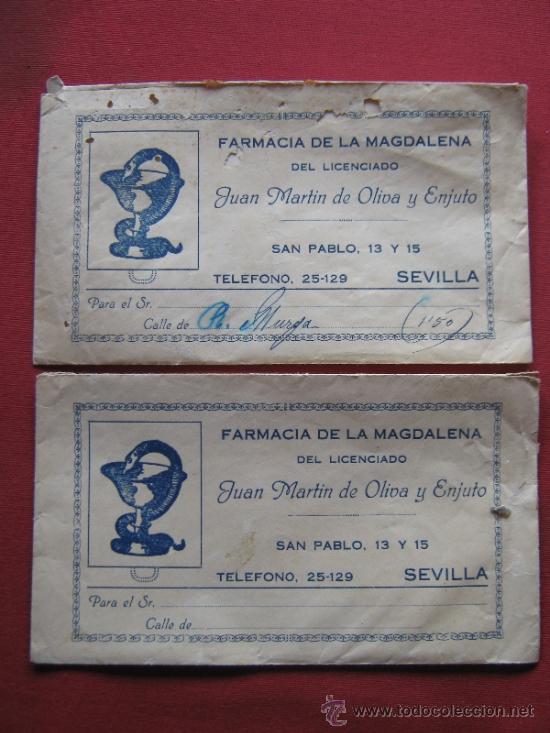 FARMACIA DE LA MAGDALENA
DEL LICENCIADO
Juan Martin de Oliva y Enjuto
SAN PABLO, 13 Y 15
TELEFONO, 25-129 SEVILLA
Para el Sr.
Calle de (1'50)
FARMACIA DE LA MAGDALENA
DEL LICENCIADO
Juan Martin de Oliva y Enjuto
SAN PABLO, 13 Y 15
TELEFONO, 25-129 SEVILLA
Para el Sr.
Calle de
todocoleccion.net